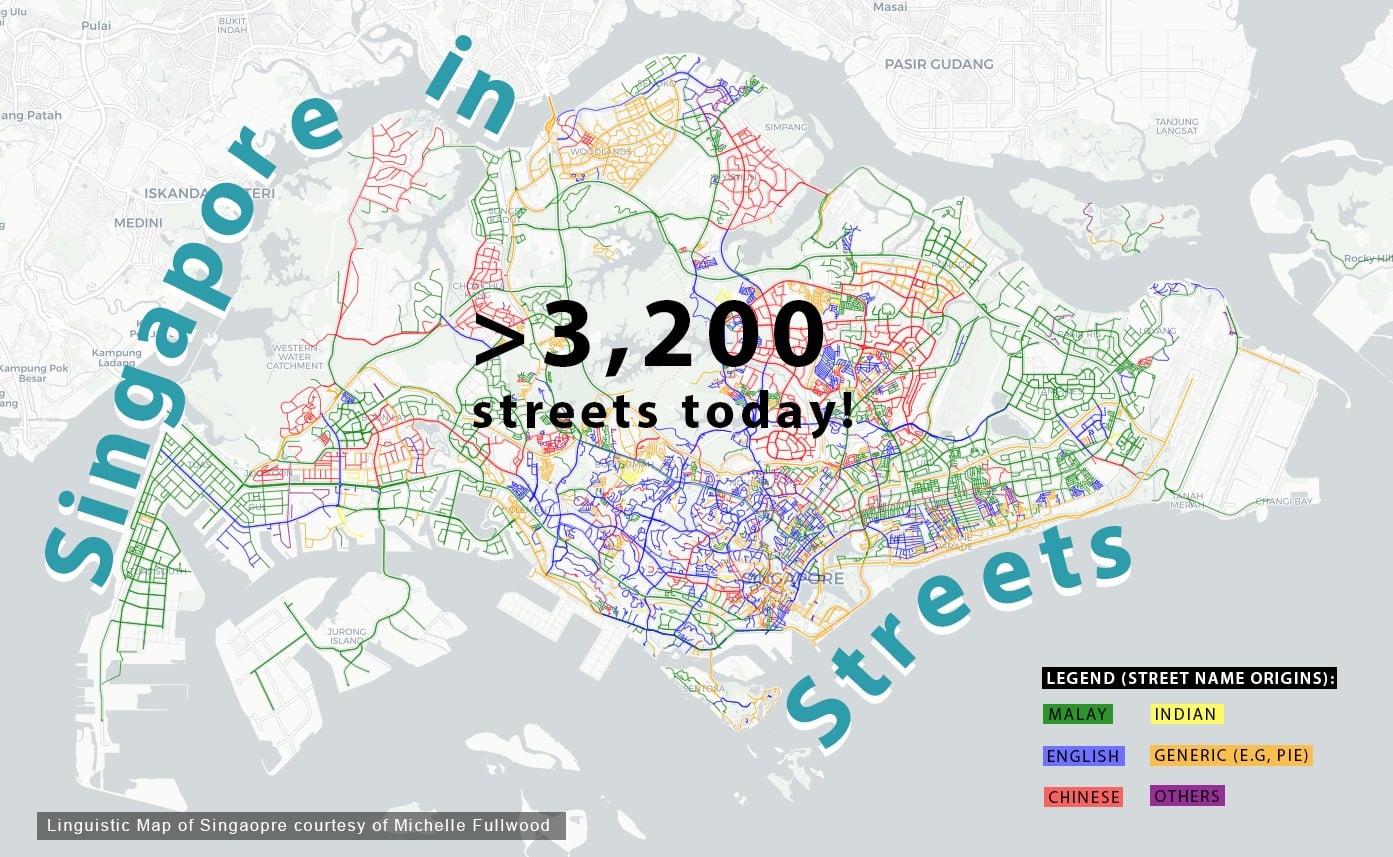 Singapore in
Streets
>3,200
streets today!
Pulai
BUKIT
INDAH
Masai
PASIR GUDANG
TANJUNG
LANGSAT
ang Patah
MEDINI
SIMPANG
WOODLANDS
Rocky Hill
WESTERN
WATER
CATCHMENT
Kampung
Ladang
Kampung Pok
Besar
LOYANG
TANAH
MERAH
CHANGI BAY
SINGAPORE
JURONG
ISLAND
SENTOSA
LEGEND (STREET NAME ORIGINS):
MALAY
INDIAN
ENGLISH
GENERIC (E.G, PIE)
CHINESE
OTHERS
Linguistic Map of Singaopre courtesy of Michelle Fullwood